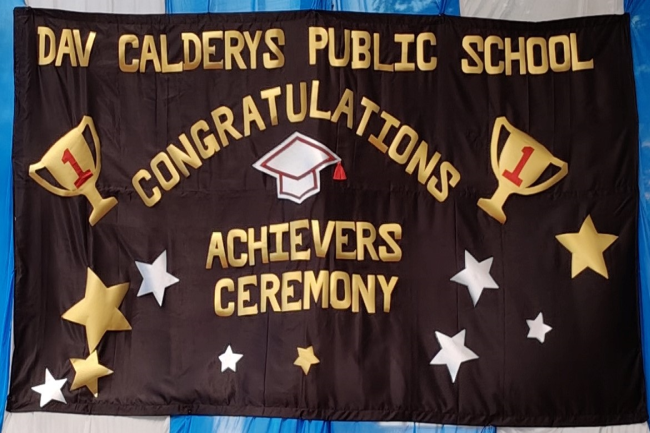 DAV CALDERYS PUBLIC SCHOOL
CONGRATULATIONS
1
1
ACHIEVERS
CEREMONY